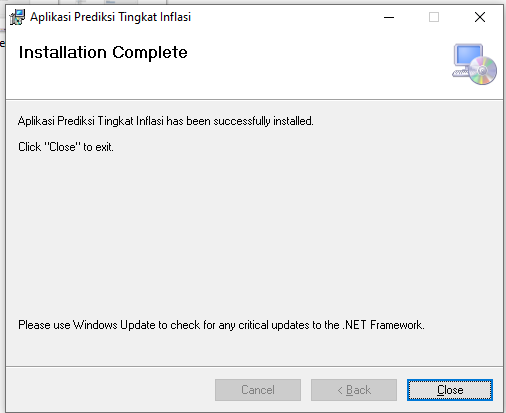 Aplikasi Prediksi Tingkat Inflasi
Installation Complete
Aplikasi Prediksi Tingkat Inflasi has been successfully installed.
Click "Close" to exit.
Please use Windows Update to check for any critical updates to the .NET Framework.
Cancel
< Back
Close